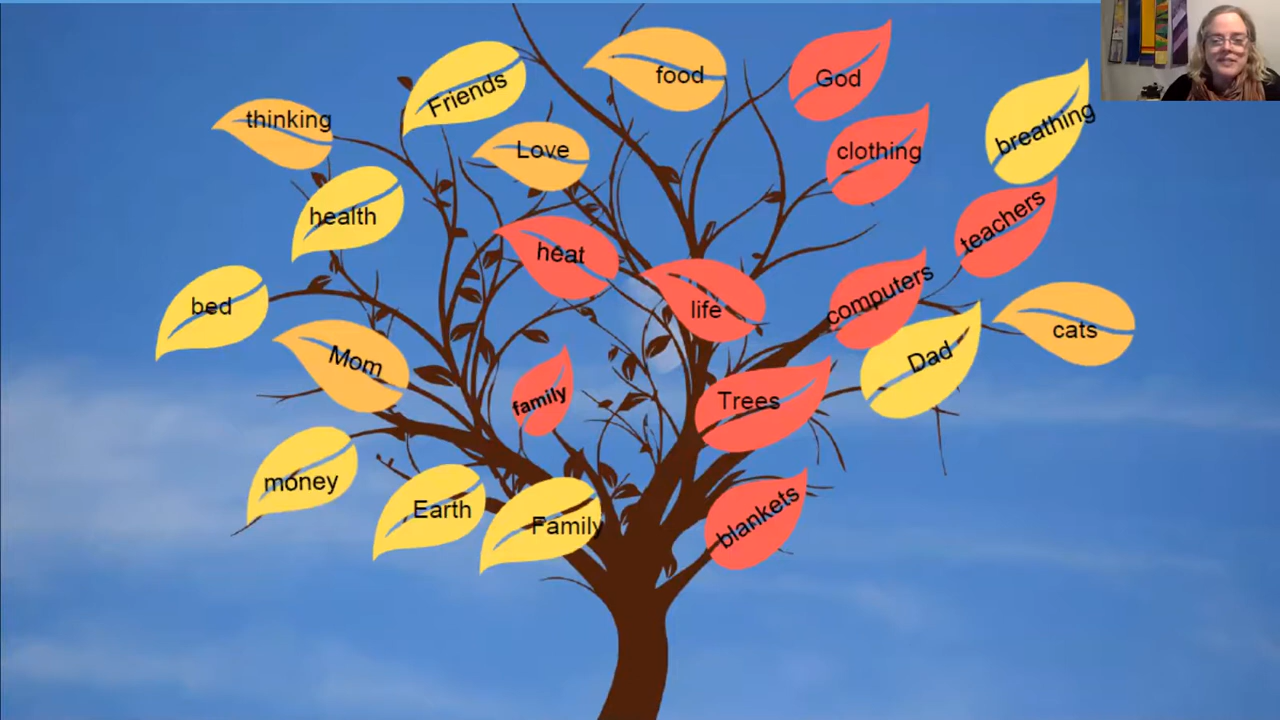 Friends
food
God
thinking
Love
clothing
breathing
health
heat
teachers
bed
life
computers
cats
Mom
Dad
family
Trees
money
Earth
Family
blankets